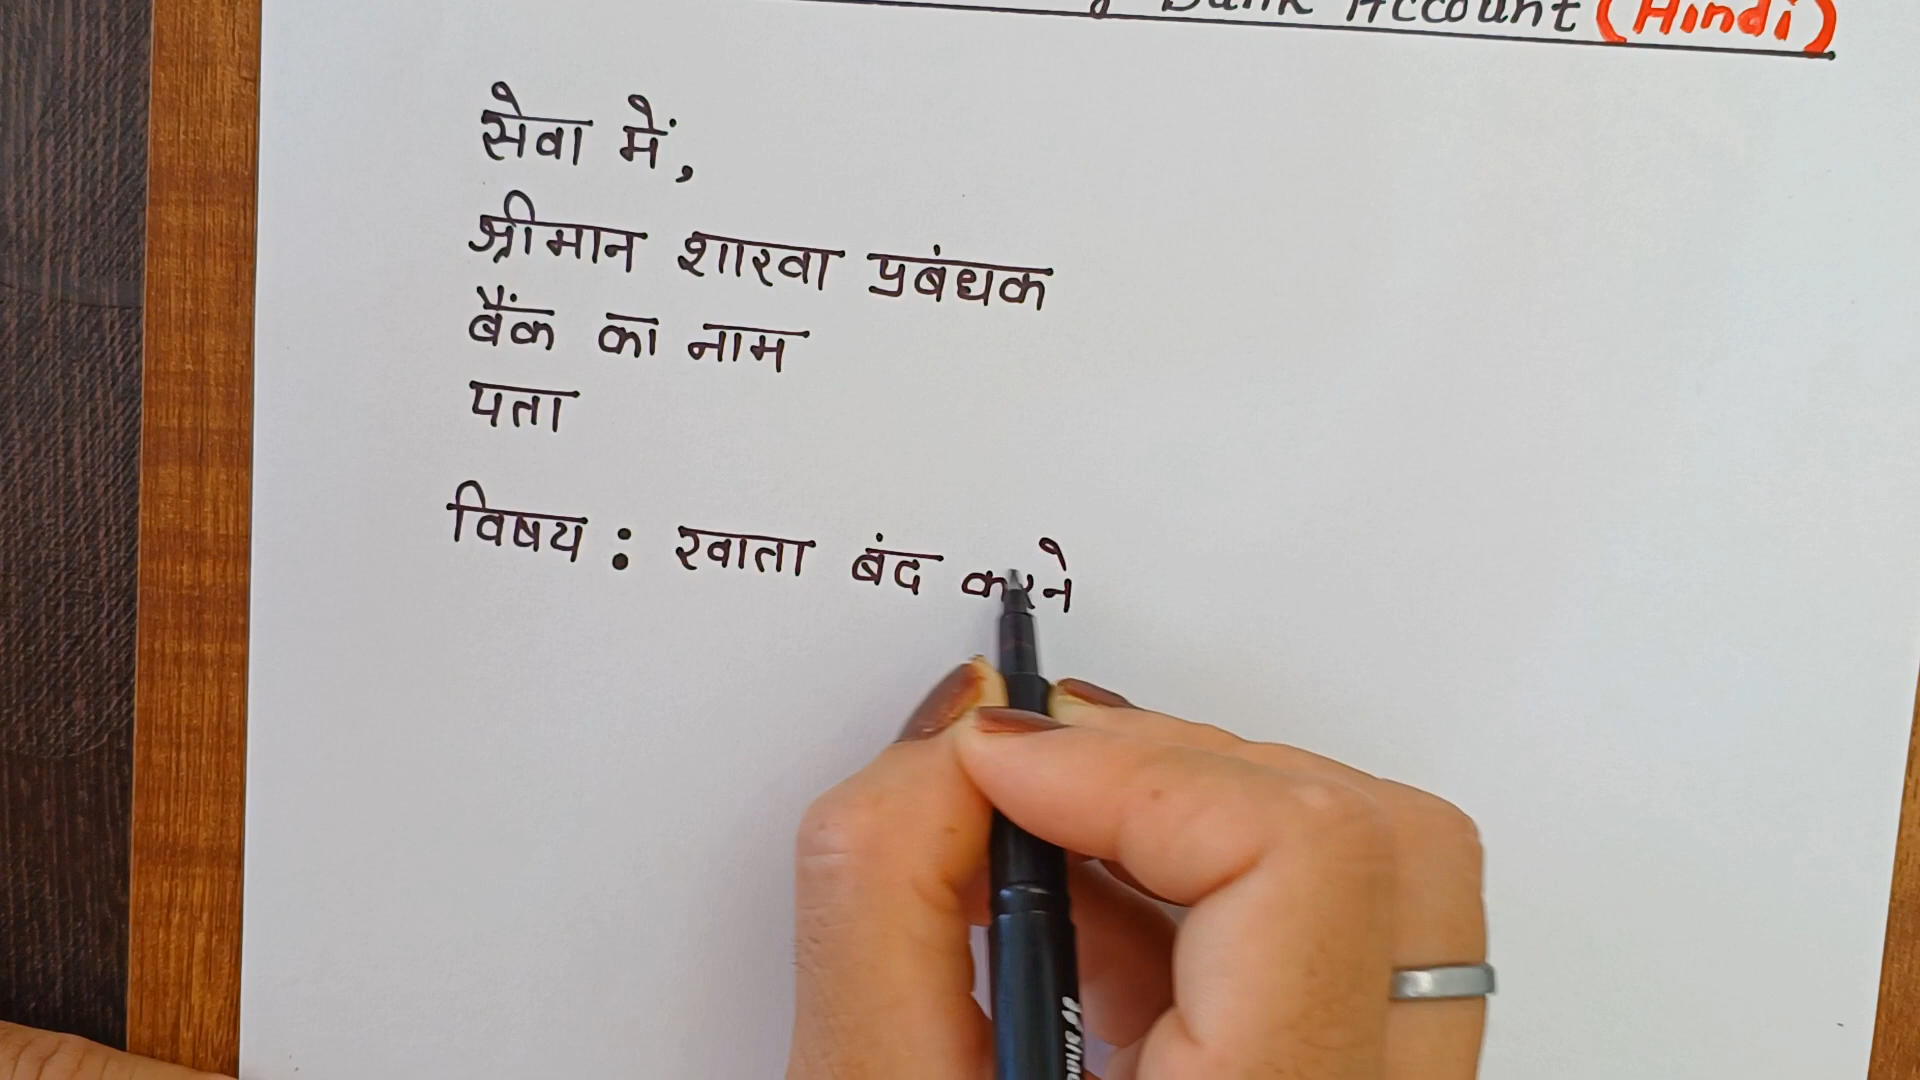 Bank Account (Hindi)
सेवा में,
श्रीमान शाखा प्रबंधक
बैंक का नाम
पता
विषय : खाता बंद करने